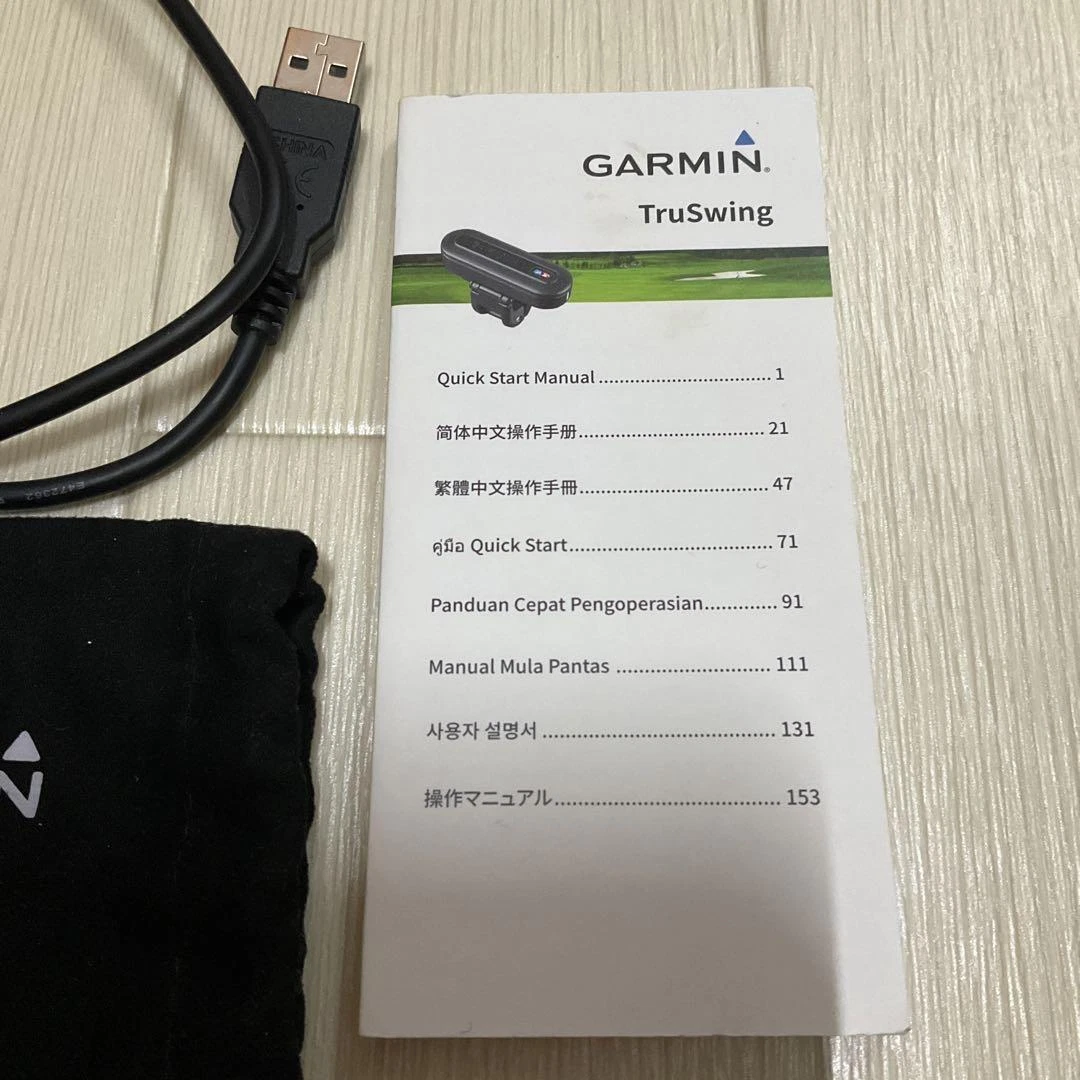 CHINA
E472362
GARMIN
TruSwing
Quick Start Manual ................................. 1
简体中文操作手册 .................................... 21
繁體中文操作手冊 .................................... 47
คู่มือ Quick Start ....................................... 71
Panduan Cepat Pengoperasian ............. 91
Manual Mula Pantas .......................... 111
사용자 설명서 ........................................ 131
操作マニュアル ...................................... 153